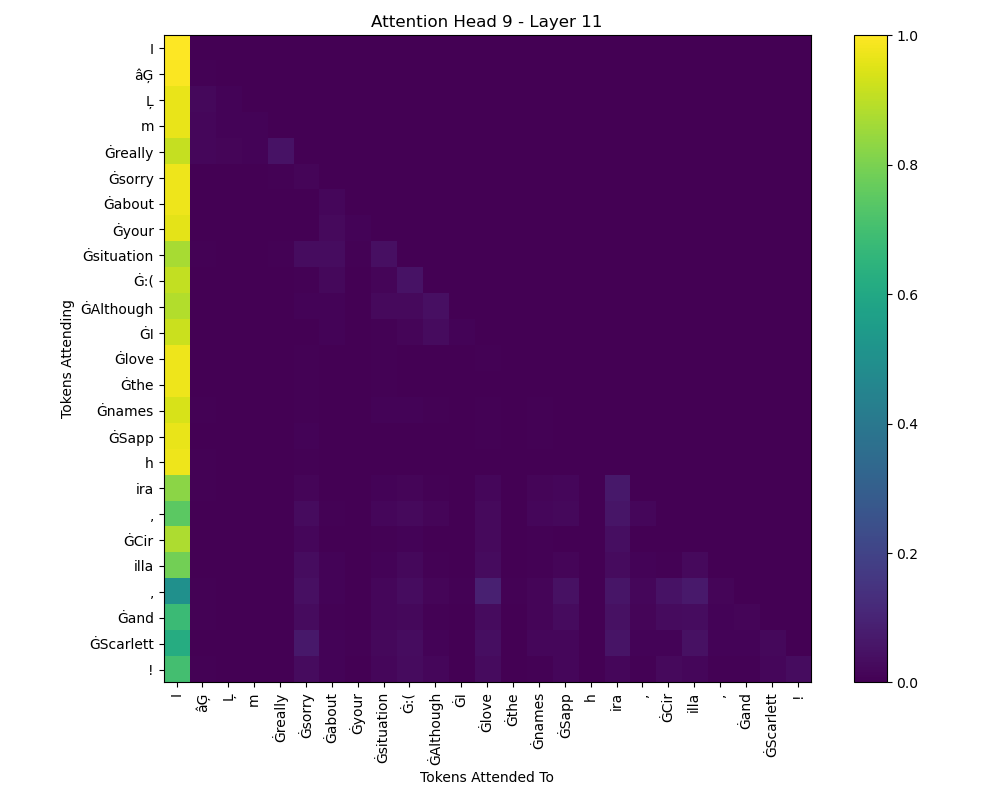 Attention Head 9 - Layer 11
Tokens Attending
I
âĢ
Ļ
m
Ġreally
Ġsorry
Ġabout
Ġyour
Ġsituation
Ġ:(
ĠAlthough
ĠI
Ġlove
Ġthe
Ġnames
ĠSapp
h
ira
,
ĠCir
illa
,
Ġand
ĠScarlett
!
I
âĢ
Ļ
m
Ġreally
Ġsorry
Ġabout
Ġyour
Ġsituation
Ġ:(
ĠAlthough
ĠI
Ġlove
Ġthe
Ġnames
ĠSapp
h
ira
,
ĠCir
illa
,
Ġand
ĠScarlett
!
Tokens Attended To
1.0
0.8
0.6
0.4
0.2
0.0